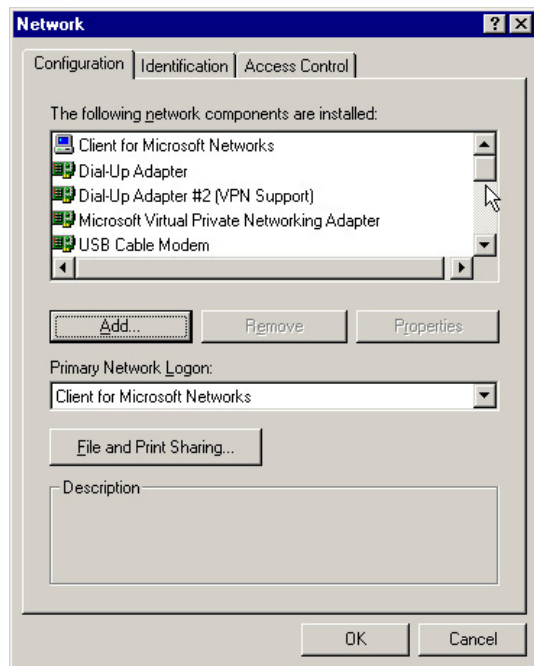 Network
Configuration Identification Access Control
The following network components are installed:
Client for Microsoft Networks
Dial-Up Adapter
Dial-Up Adapter #2 (VPN Support)
Microsoft Virtual Private Networking Adapter
USB Cable Modem
Add... Remove Properties
Primary Network Logon:
Client for Microsoft Networks
File and Print Sharing...
Description
OK Cancel